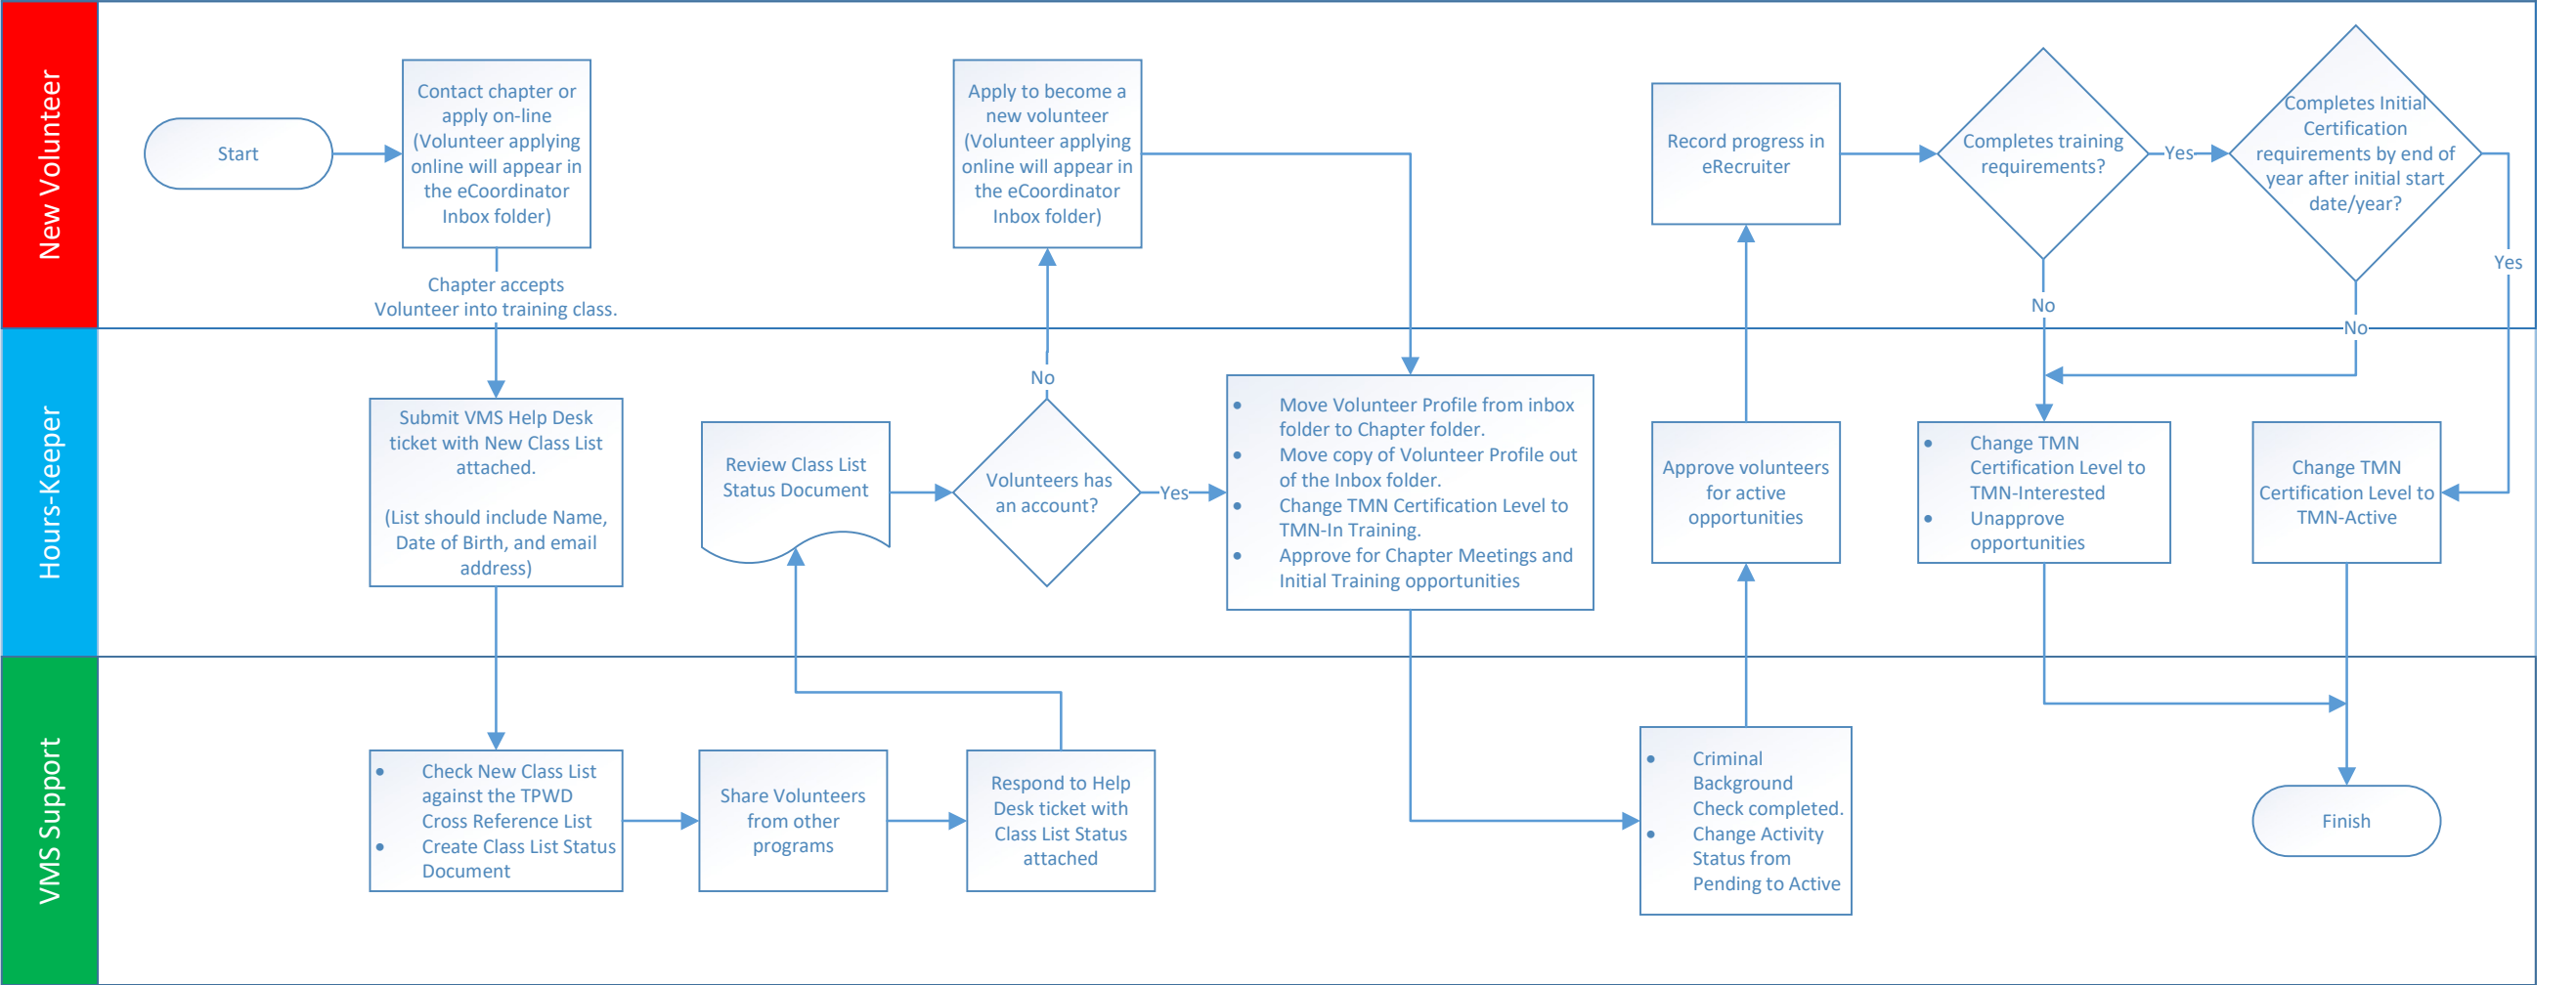 New Volunteer
Start
Contact chapter or
apply on-line
(Volunteer applying
online will appear in
the eCoordinator
Inbox folder)
Chapter accepts
Volunteer into training class.
Apply to become a
new volunteer
(Volunteer applying
online will appear in
the eCoordinator
Inbox folder)
Record progress in
eRecruiter
Completes training
requirements?
Yes
No
Completes Initial
Certification
requirements by end of
year after initial start
date/year?
Yes
No
Hours-Keeper
Submit VMS Help Desk
ticket with New Class List
attached.
(List should include Name,
Date of Birth, and email
address)
Review Class List
Status Document
No
Volunteers has
an account?
Yes
• Move Volunteer Profile from inbox
folder to Chapter folder.
• Move copy of Volunteer Profile out
of the Inbox folder.
• Change TMN Certification Level to
TMN-In Training.
• Approve for Chapter Meetings and
Initial Training opportunities
Approve volunteers
for active
opportunities
• Change TMN
Certification Level to
TMN-Interested
• Unapprove
opportunities
Change TMN
Certification Level to
TMN-Active
VMS Support
• Check New Class List
against the TPWD
Cross Reference List
• Create Class List Status
Document
Share Volunteers
from other
programs
Respond to Help
Desk ticket with
Class List Status
attached
• Criminal
Background
Check completed.
• Change Activity
Status from
Pending to Active
Finish